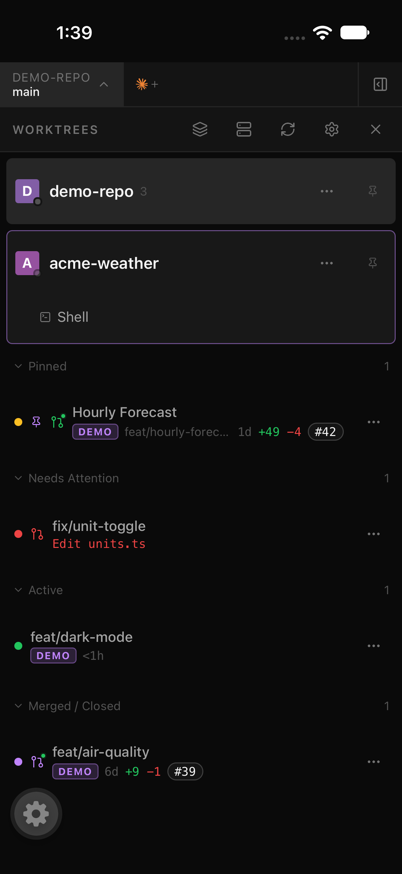 1:39
DEMO-REPO
main
+
WORKTREES
D demo-repo 3
A acme-weather
Shell
Pinned 1
Hourly Forecast
DEMO feat/hourly-forec... 1d +49 −4 #42
Needs Attention 1
fix/unit-toggle
Edit units.ts
Active 1
feat/dark-mode
DEMO <1h
Merged / Closed 1
feat/air-quality
DEMO 6d +9 −1 #39